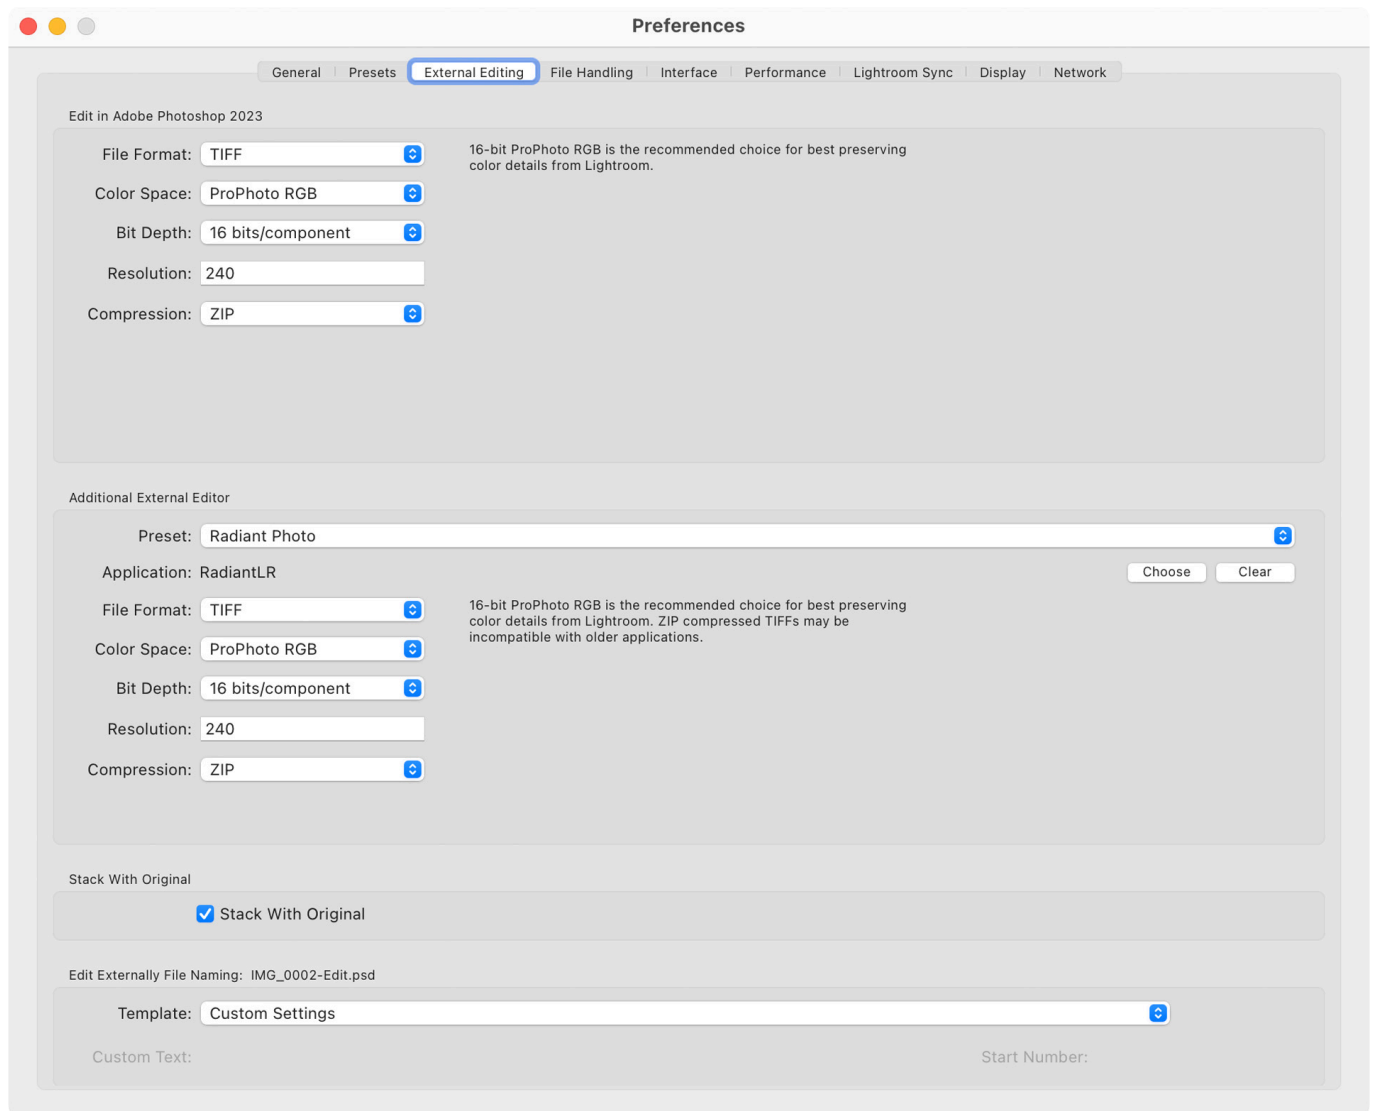 Preferences
General Presets External Editing File Handling Interface Performance Lightroom Sync Display Network
Edit in Adobe Photoshop 2023
File Format: TIFF
16-bit ProPhoto RGB is the recommended choice for best preserving
color details from Lightroom.
Color Space: ProPhoto RGB
Bit Depth: 16 bits/component
Resolution: 240
Compression: ZIP
Additional External Editor
Preset: Radiant Photo
Application: RadiantLR Choose Clear
File Format: TIFF
16-bit ProPhoto RGB is the recommended choice for best preserving
color details from Lightroom. ZIP compressed TIFFs may be
incompatible with older applications.
Color Space: ProPhoto RGB
Bit Depth: 16 bits/component
Resolution: 240
Compression: ZIP
Stack With Original
Stack With Original
Edit Externally File Naming: IMG_0002-Edit.psd
Template: Custom Settings
Custom Text: Start Number: